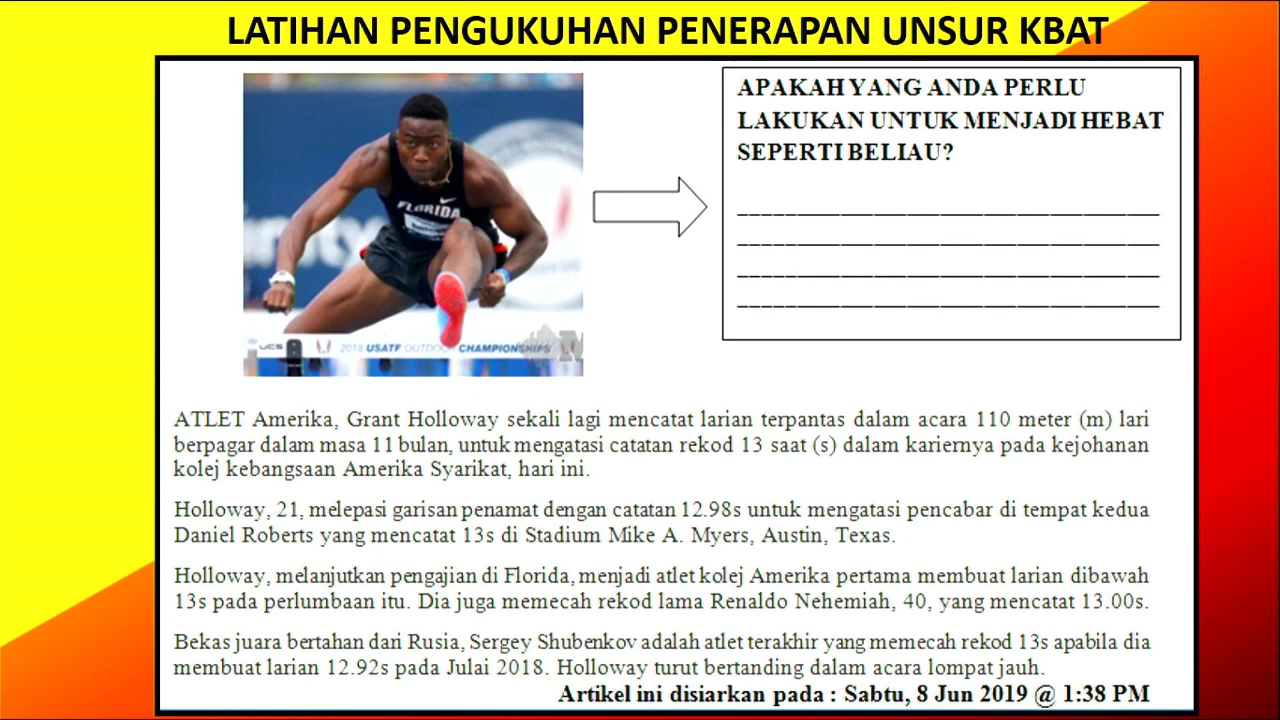 LATIHAN PENGUKUHAN PENERAPAN UNSUR KBAT
FLORIDA
UCS
2018 USATF OUTDOOR CHAMPIONSHIPS
APAKAH YANG ANDA PERLU
LAKUKAN UNTUK MENJADI HEBAT
SEPERTI BELIAU?
ATLET Amerika, Grant Holloway sekali lagi mencatat larian terpantas dalam acara 110 meter (m) lari
berpagar dalam masa 11 bulan, untuk mengatasi catatan rekod 13 saat (s) dalam kariernya pada kejohanan
kolej kebangsaan Amerika Syarikat, hari ini.
Holloway, 21, melepasi garisan penamat dengan catatan 12.98s untuk mengatasi pencabar di tempat kedua
Daniel Roberts yang mencatat 13s di Stadium Mike A. Myers, Austin, Texas.
Holloway, melanjutkan pengajian di Florida, menjadi atlet kolej Amerika pertama membuat larian dibawah
13s pada perlumbaan itu. Dia juga memecah rekod lama Renaldo Nehemiah, 40, yang mencatat 13.00s.
Bekas juara bertahan dari Rusia, Sergey Shubenkov adalah atlet terakhir yang memecah rekod 13s apabila dia
membuat larian 12.92s pada Julai 2018. Holloway turut bertanding dalam acara lompat jauh.
Artikel ini disiarkan pada : Sabtu, 8 Jun 2019 @ 1:38 PM